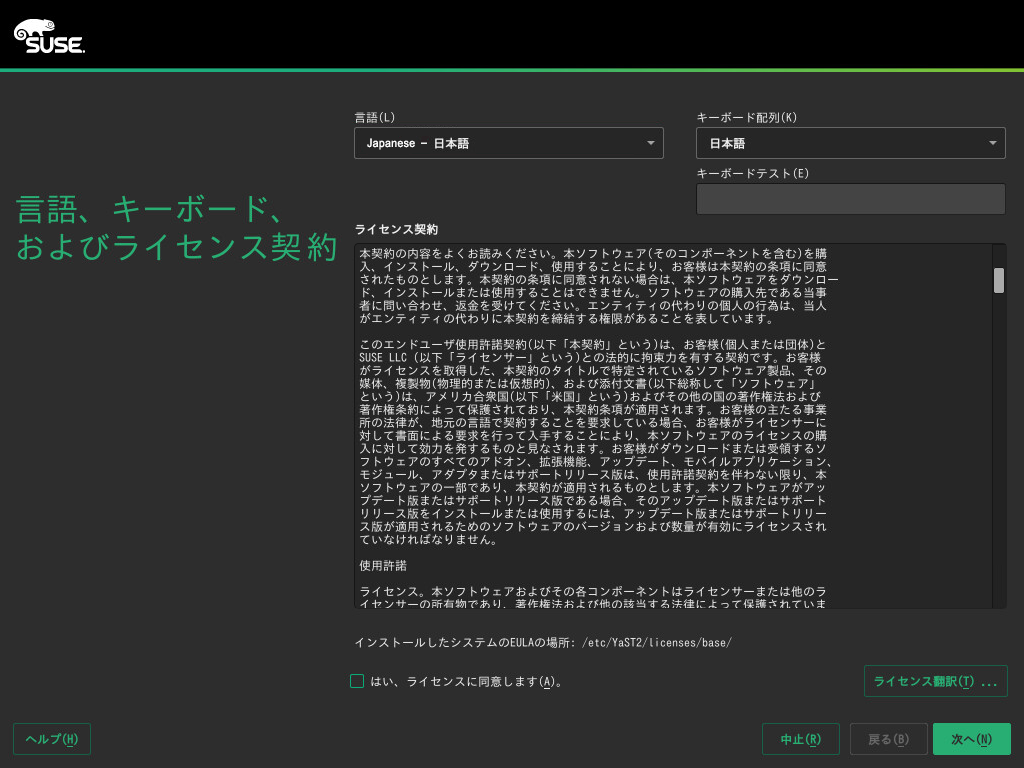 SUSE
言語(L)
キーボード配列(K)
Japanese – 日本語
日本語
キーボードテスト(E)
言語、キーボード、
およびライセンス契約
ライセンス契約
本契約の内容をよくお読みください。本ソフトウェア(そのコンポーネントを含む)を購
入、インストール、ダウンロード、使用することにより、お客様は本契約の条項に同意
されたものとします。本契約の条項に同意されない場合は、本ソフトウェアをダウンロー
ド、インストールまたは使用することはできません。ソフトウェアの購入先である当事
者に問い合わせ、返金を受けてください。エンティティの代わりの個人の行為は、当人
がエンティティの代わりに本契約を締結する権限があることを表しています。
このエンドユーザ使用許諾契約(以下「本契約」という)は、お客様(個人または団体)と
SUSE LLC (以下「ライセンサー」という)との法的に拘束力を有する契約です。お客様
がライセンスを取得した、本契約のタイトルで特定されているソフトウェア製品、その
媒体、複製物(物理的または仮想的)、および添付文書(以下総称して「ソフトウェア」
という)は、アメリカ合衆国(以下「米国」という)およびその他の国の著作権法および
著作権条約によって保護されており、本契約条項が適用されます。お客様の主たる事業
所の法律が、地元の言語で契約することを要求している場合、お客様がライセンサーに
対して書面による要求を行って入手することにより、本ソフトウェアのライセンスの購
入に対して効力を発するものと見なされます。お客様がダウンロードまたは受領するソ
フトウェアのすべてのアドオン、拡張機能、アップデート、モバイルアプリケーション、
モジュール、アダプタまたはサポートリリース版は、使用許諾契約を伴わない限り、本
ソフトウェアの一部であり、本契約が適用されるものとします。本ソフトウェアがアッ
プデート版またはサポートリリース版である場合、そのアップデート版またはサポート
リリース版をインストールまたは使用するには、アップデート版またはサポートリリー
ス版が適用されるためのソフトウェアのバージョンおよび数量が有効にライセンスされ
ていなければなりません。
使用許諾
ライセンス。本ソフトウェアおよびその各コンポーネントはライセンサーまたは他のラ
イセンサーの所有物であり、著作権法および他の該当する法律によって保護されていま
インストールしたシステムのEULAの場所: /etc/YaST2/licenses/base/
はい、ライセンスに同意します(A)。
ライセンス翻訳(T) ...
ヘルプ(H)
中止(R)
戻る(B)
次へ(N)